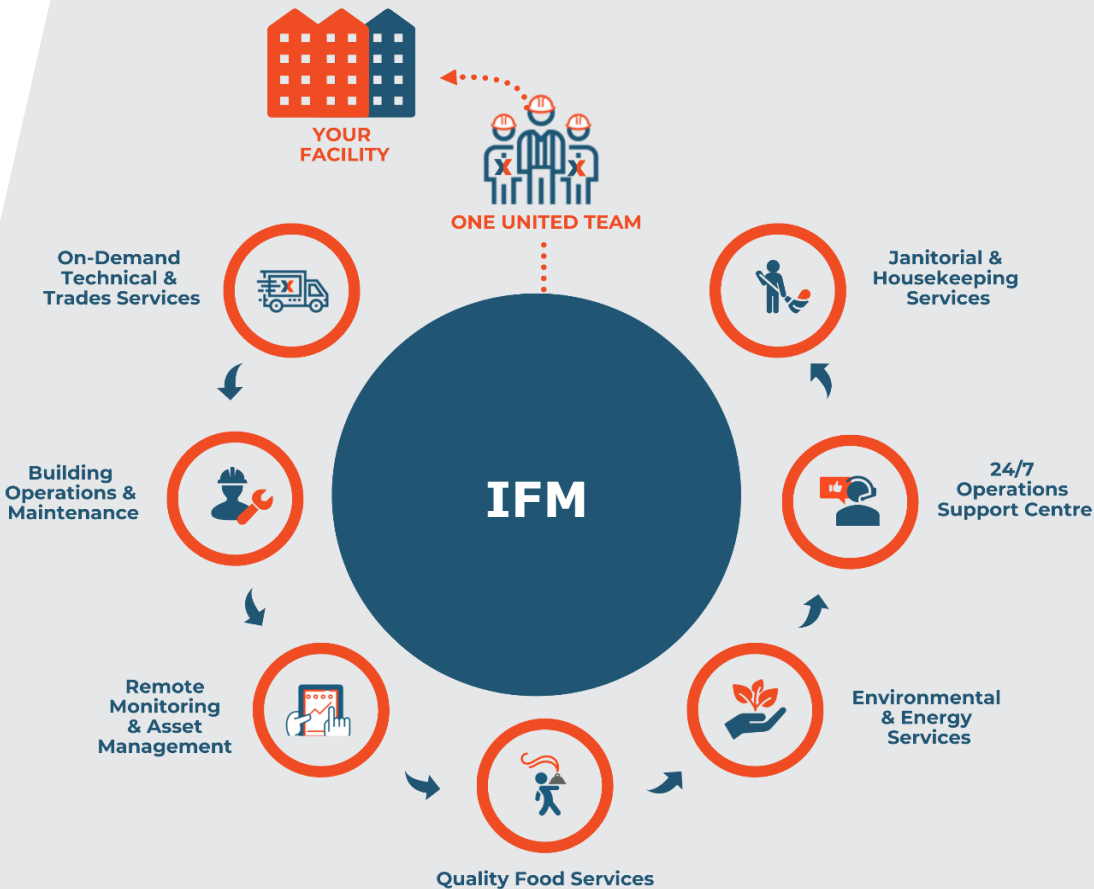 YOUR
FACILITY
ONE UNITED TEAM
On-Demand
Technical &
Trades Services
Janitorial &
Housekeeping
Services
Building
Operations &
Maintenance
IFM
24/7
Operations
Support Centre
Remote
Monitoring
& Asset
Management
Environmental
& Energy
Services
Quality Food Services